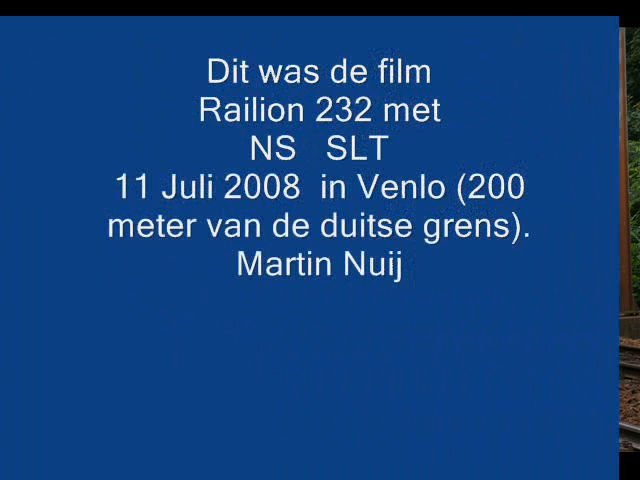 Dit was de film
Railion 232 met
NS SLT
11 Juli 2008 in Venlo (200
meter van de duitse grens).
Martin Nuij